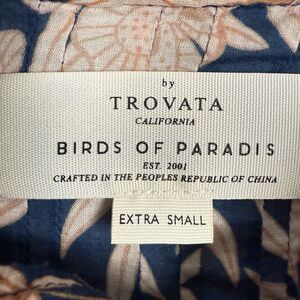 by
TROVATA
CALIFORNIA
BIRDS OF PARADIS
EST. 2001
CRAFTED IN THE PEOPLES REPUBLIC OF CHINA
EXTRA SMALL